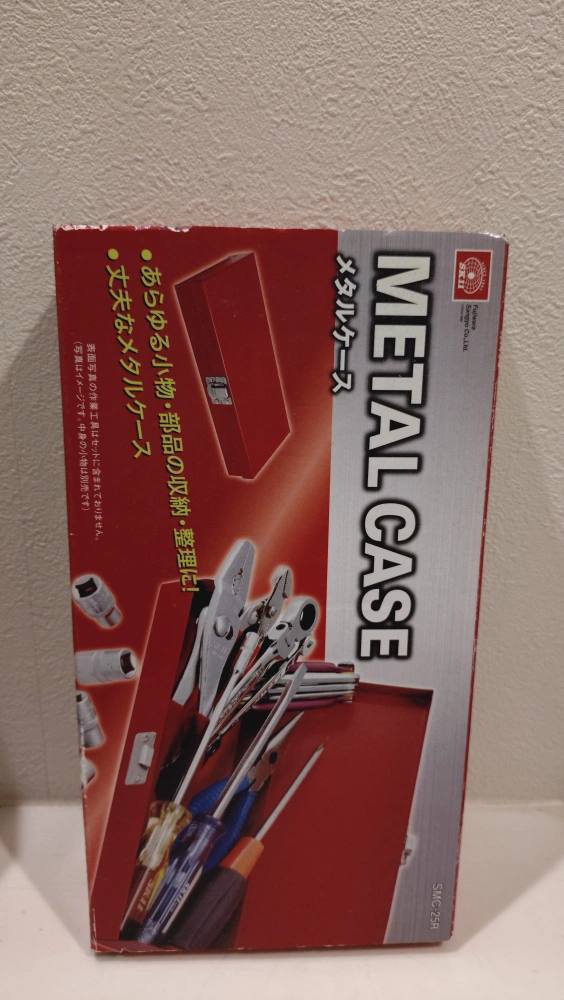 SK11
Fujiwara
Sangyo Co.,Ltd.
METAL CASE
メタルケース
●あらゆる小物・部品の収納・整理に!
●丈夫なメタルケース
表面写真の作業工具はセットに含まれておりません。
(写真はイメージです。中身の小物は別売です)
SMC-25R